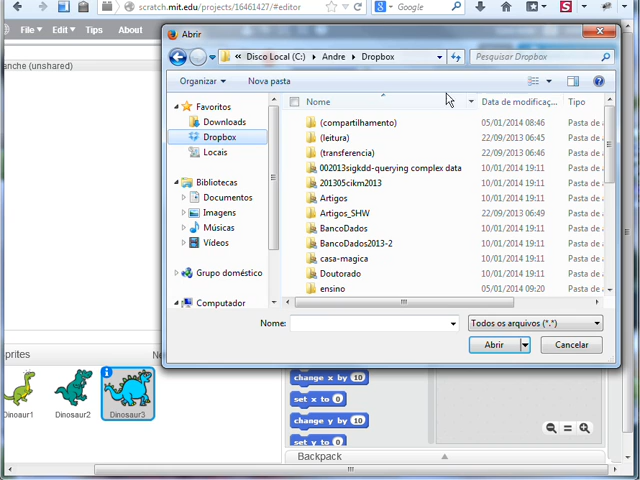 scratch.mit.edu/projects/16461427/#editor
Google
File Edit Tips About
anche (unshared)
Abrir
Disco Local (C:) Andre Dropbox
Pesquisar Dropbox
Organizar Nova pasta
Nome Data de modificaç... Tipo
Favoritos
Downloads
Dropbox
Locais
Bibliotecas
Documentos
Imagens
Músicas
Vídeos
Grupo doméstico
Computador
(compartilhamento) 05/01/2014 08:46 Pasta de a
(leitura) 22/09/2013 06:45 Pasta de a
(transferencia) 22/09/2013 06:46 Pasta de a
002013sigkdd-querying complex data 10/01/2014 19:11 Pasta de a
201305cikm2013 10/01/2014 19:11 Pasta de a
Artigos 10/01/2014 19:11 Pasta de a
Artigos_SHW 22/09/2013 06:49 Pasta de a
BancoDados 10/01/2014 19:11 Pasta de a
BancoDados2013-2 10/01/2014 19:11 Pasta de a
casa-magica 10/01/2014 19:11 Pasta de a
Doutorado 10/01/2014 19:11 Pasta de a
ensino 05/01/2014 09:20 Pasta de a
Nome: Todos os arquivos (*.*)
Abrir Cancelar
prites Ne
Dinosaur1 Dinosaur2 Dinosaur3
change x by 10
set x to 0
change y by 10
set y to 0
Backpack